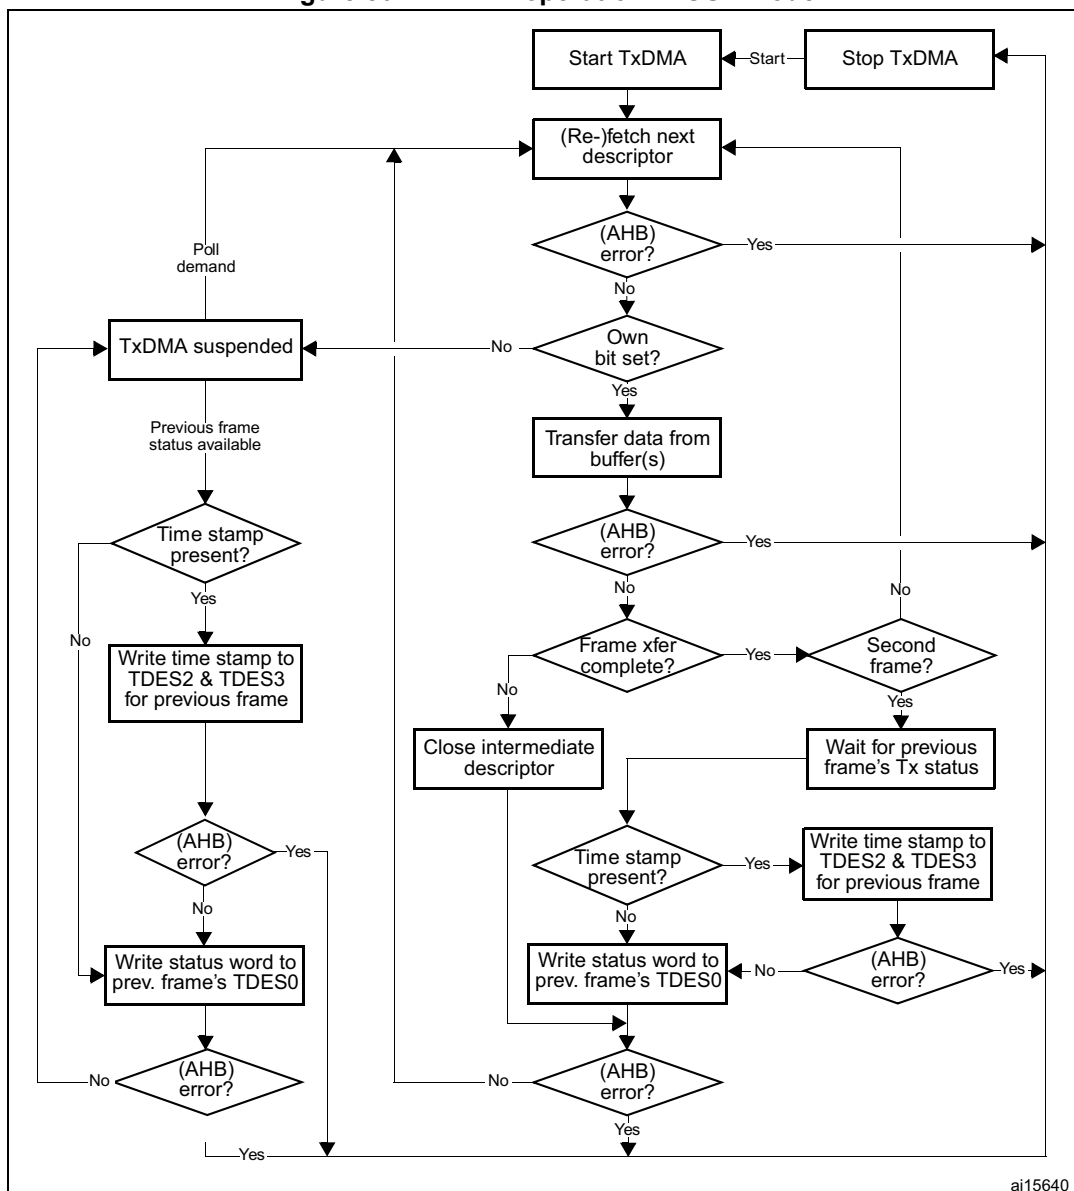 Start TxDMA
Start
Stop TxDMA
(Re-)fetch next
descriptor
(AHB)
error?
Yes
Poll
demand
No
TxDMA suspended
No
Own
bit set?
Yes
Previous frame
status available
Transfer data from
buffer(s)
Time stamp
present?
(AHB)
error?
Yes
No
No
Yes
No
Write time stamp to
TDES2 & TDES3
for previous frame
Frame xfer
complete?
Yes
Second
frame?
No
Yes
Close intermediate
descriptor
Wait for previous
frame's Tx status
(AHB)
error?
Yes
Time stamp
present?
Yes
Write time stamp to
TDES2 & TDES3
for previous frame
No
No
Write status word to
prev. frame's TDES0
Write status word to
prev. frame's TDES0
No
(AHB)
error?
Yes
No
(AHB)
error?
No
(AHB)
error?
Yes
Yes
ai15640